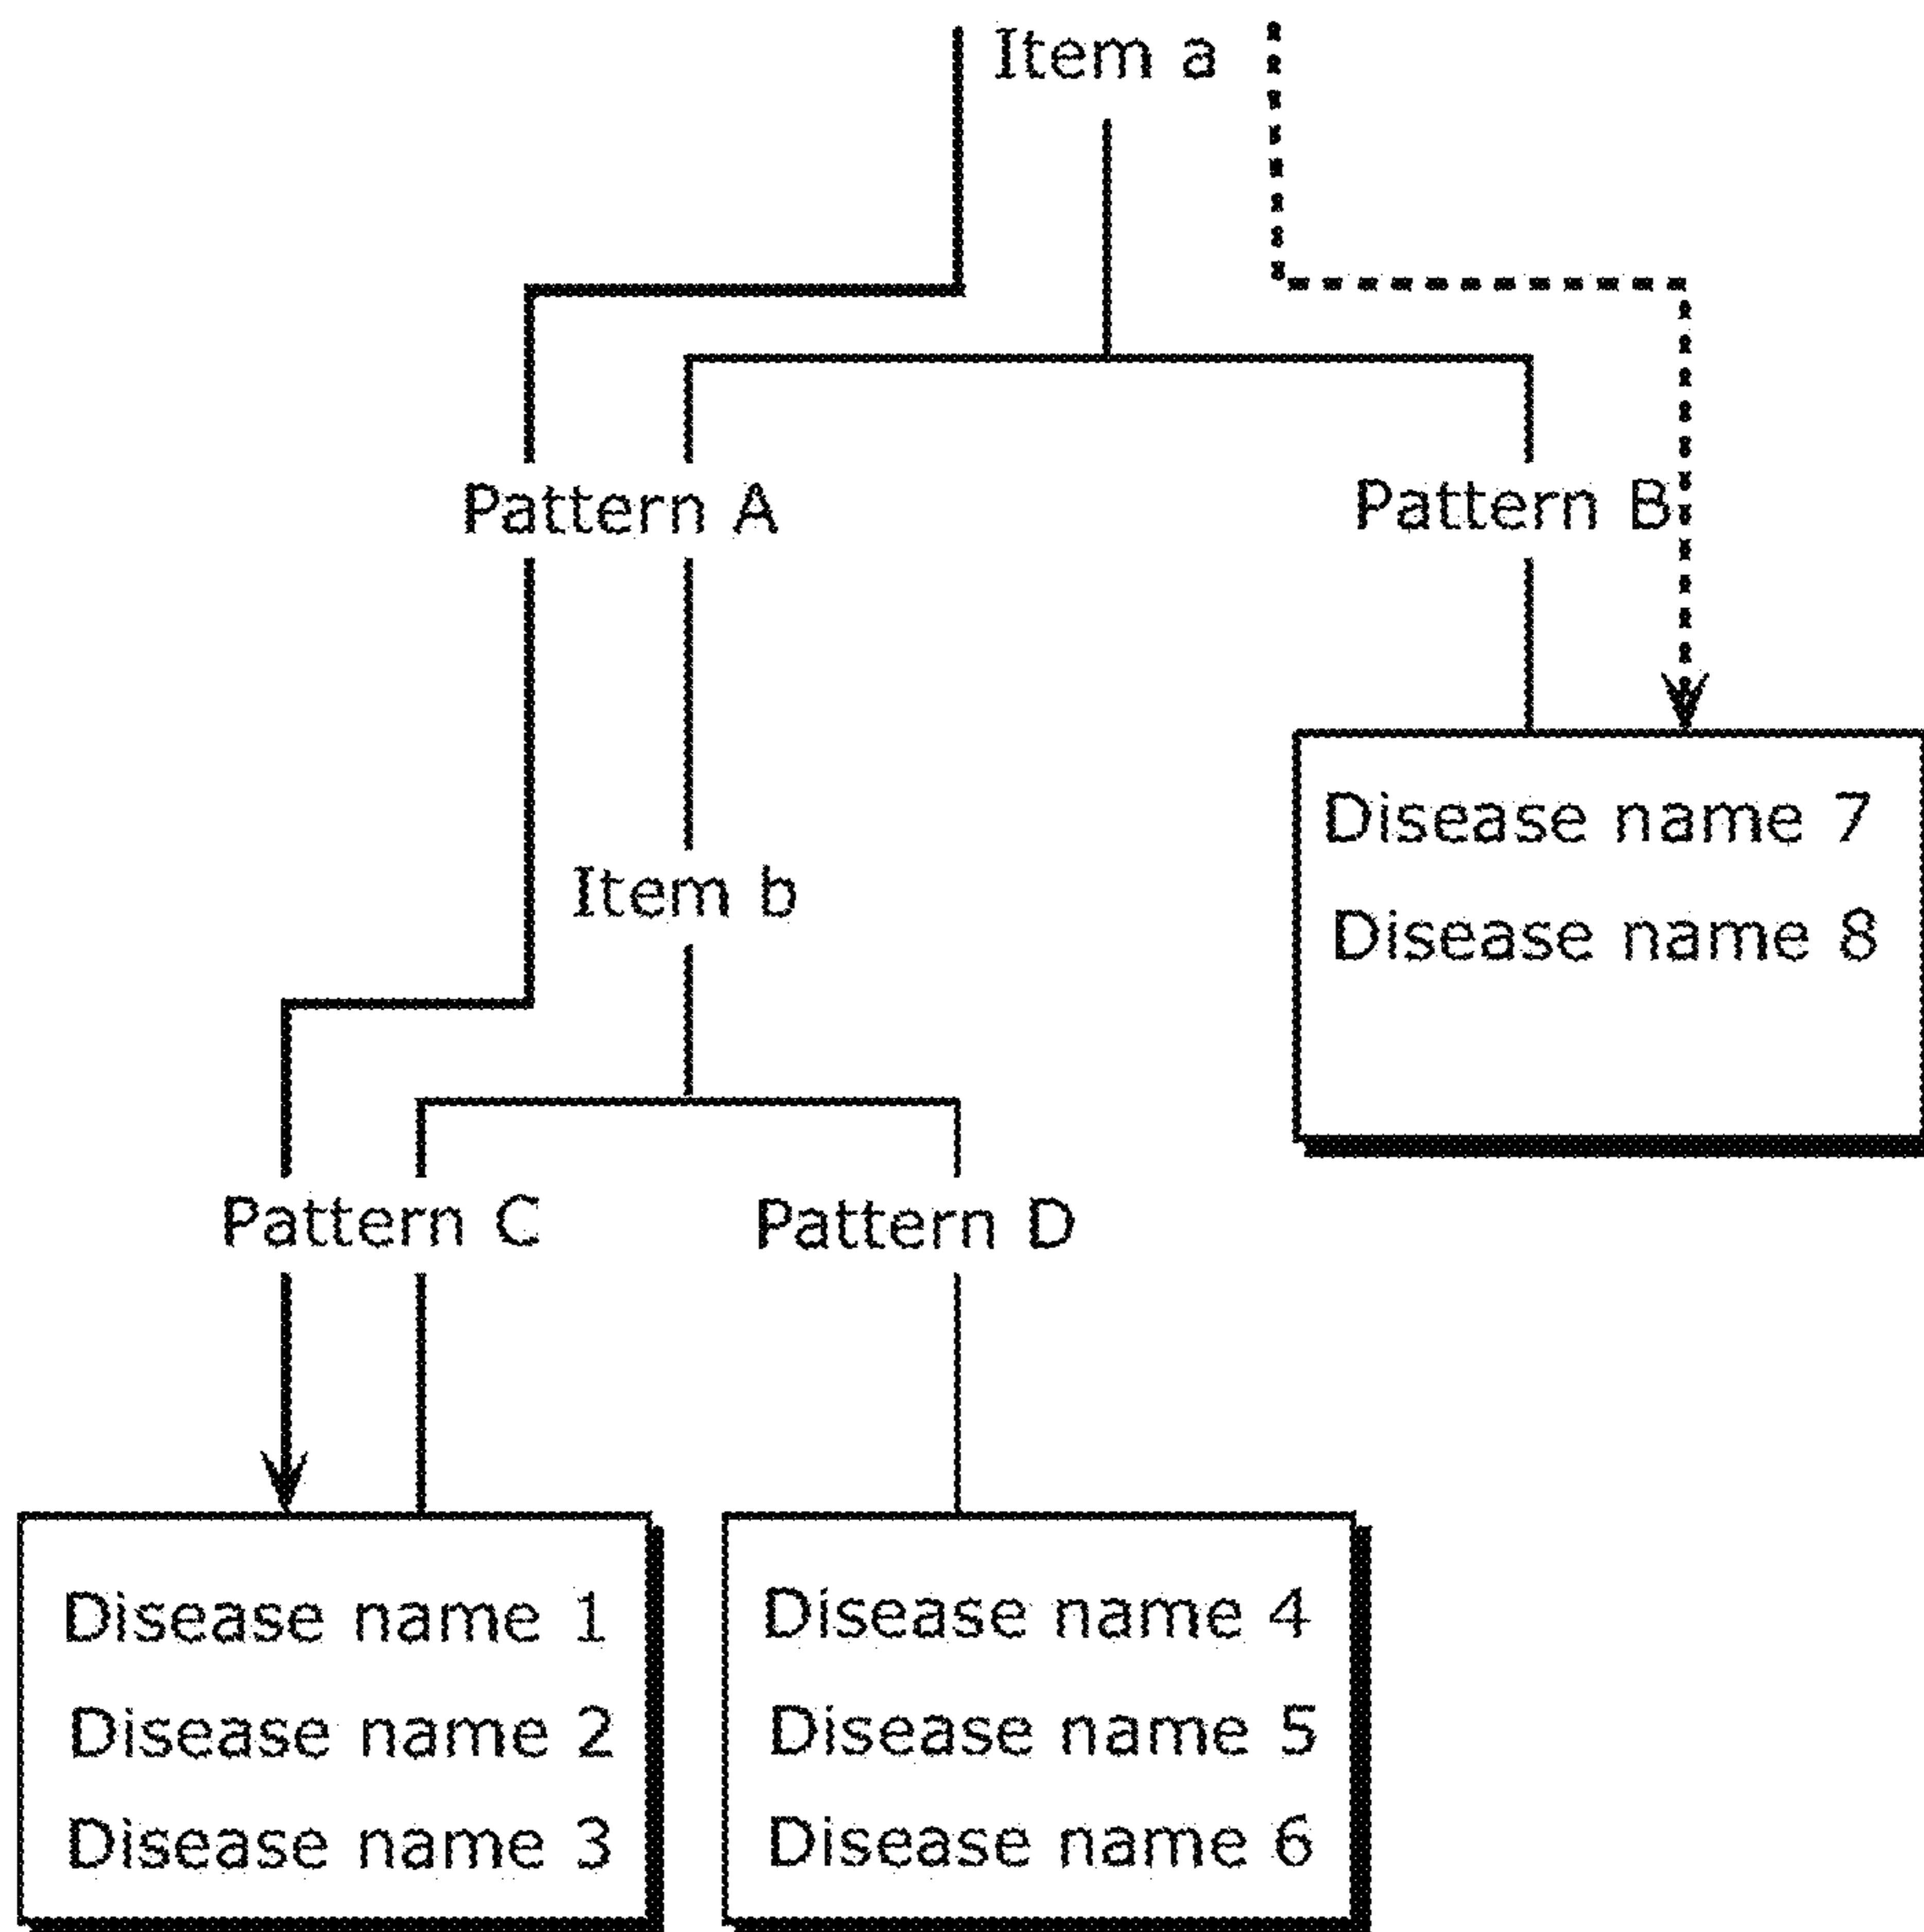 Item a
Pattern A
Pattern B
Disease name 7
Disease name 8
Item b
Pattern C
Pattern D
Disease name 1
Disease name 2
Disease name 3
Disease name 4
Disease name 5
Disease name 6